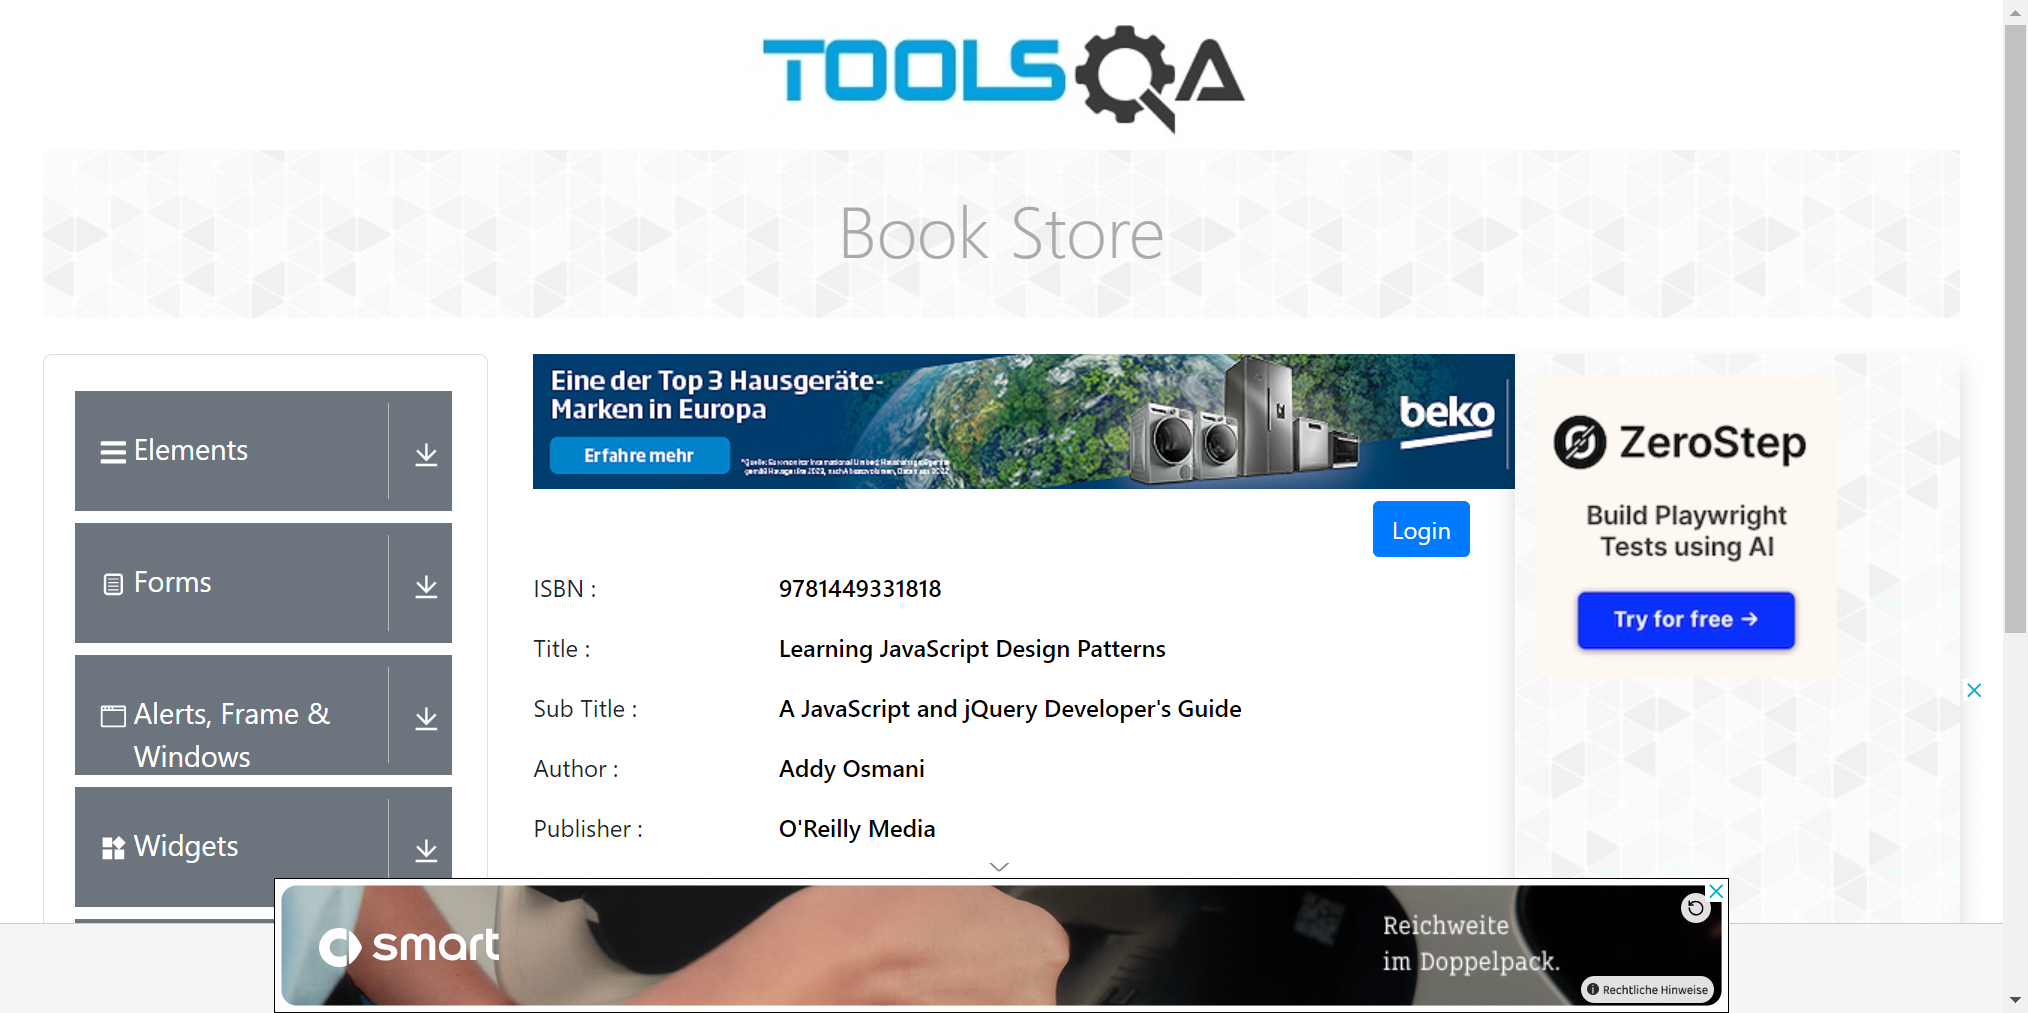 TOOLSQA
Book Store
Elements
Forms
Alerts, Frame &
Windows
Widgets
Eine der Top 3 Hausgeräte-
Marken in Europa
Erfahre mehr
beko
Login
ISBN : 9781449331818
Title : Learning JavaScript Design Patterns
Sub Title : A JavaScript and jQuery Developer's Guide
Author : Addy Osmani
Publisher : O'Reilly Media
ZeroStep
Build Playwright
Tests using AI
Try for free →
smart
Reichweite
im Doppelpack.
Rechtliche Hinweise